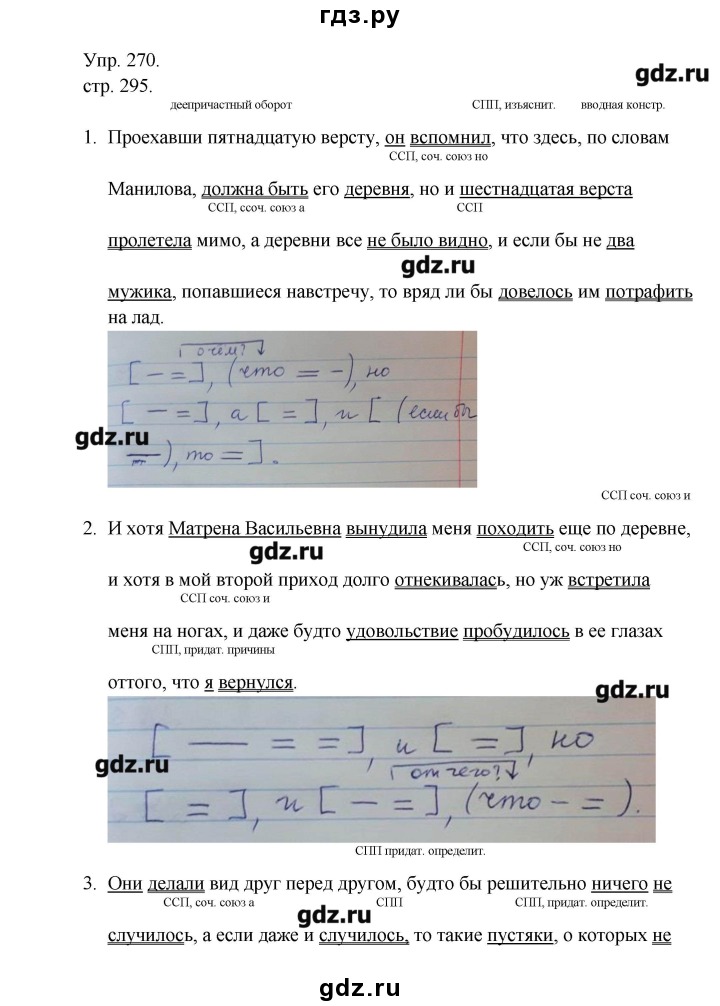 гдз.ру
Упр. 270.
gdz.ru
стр. 295.
деепричастный оборот СПП, изъяснит. вводная констр.
1. Проехавши пятнадцатую версту, он вспомнил, что здесь, по словам
ССП, соч. союз но
Манилова, должна быть его деревня, но и шестнадцатая верста
ССП, ссоч. союз а ССП
пролетела мимо, а деревни все не было видно, и если бы не два
gdz.ru
мужика, попавшиеся навстречу, то вряд ли бы довелось им потрафить
на лад.
о чём?
[ — = ], (что = - ), но
[ — = ], а [ = ], и [ (если бы
gdz.ru
), то = ].
ССП соч. союз и
2. И хотя Матрена Васильевна вынудила меня походить еще по деревне,
gdz.ru ССП, соч. союз но
и хотя в мой второй приход долго отнекивалась, но уж встретила
ССП соч. союз и
меня на ногах, и даже будто удовольствие пробудилось в ее глазах
СПП, придат. причины
оттого, что я вернулся.
gdz.ru
[ — = = ], и [ = ], но
gdz.ru
отчего?
[ = ], и [ - = ], (что - = ).
СПП придат. определит.
3. Они делали вид друг перед другом, будто бы решительно ничего не
ССП, соч. союз а СПП СПП, придат. определит.
gdz.ru
случилось, а если даже и случилось, то такие пустяки, о которых не
gdz.ru